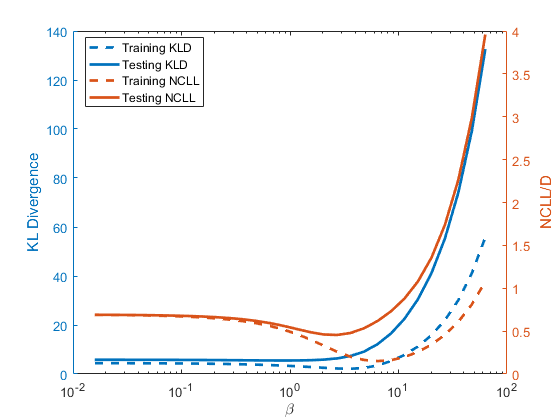 Training KLD
Testing KLD
Training NCLL
Testing NCLL
KL Divergence
140
120
100
80
60
40
20
0
NCLL/D
4
3.5
3
2.5
2
1.5
1
0.5
0
10⁻² 10⁻¹ 10⁰ 10¹ 10²
β